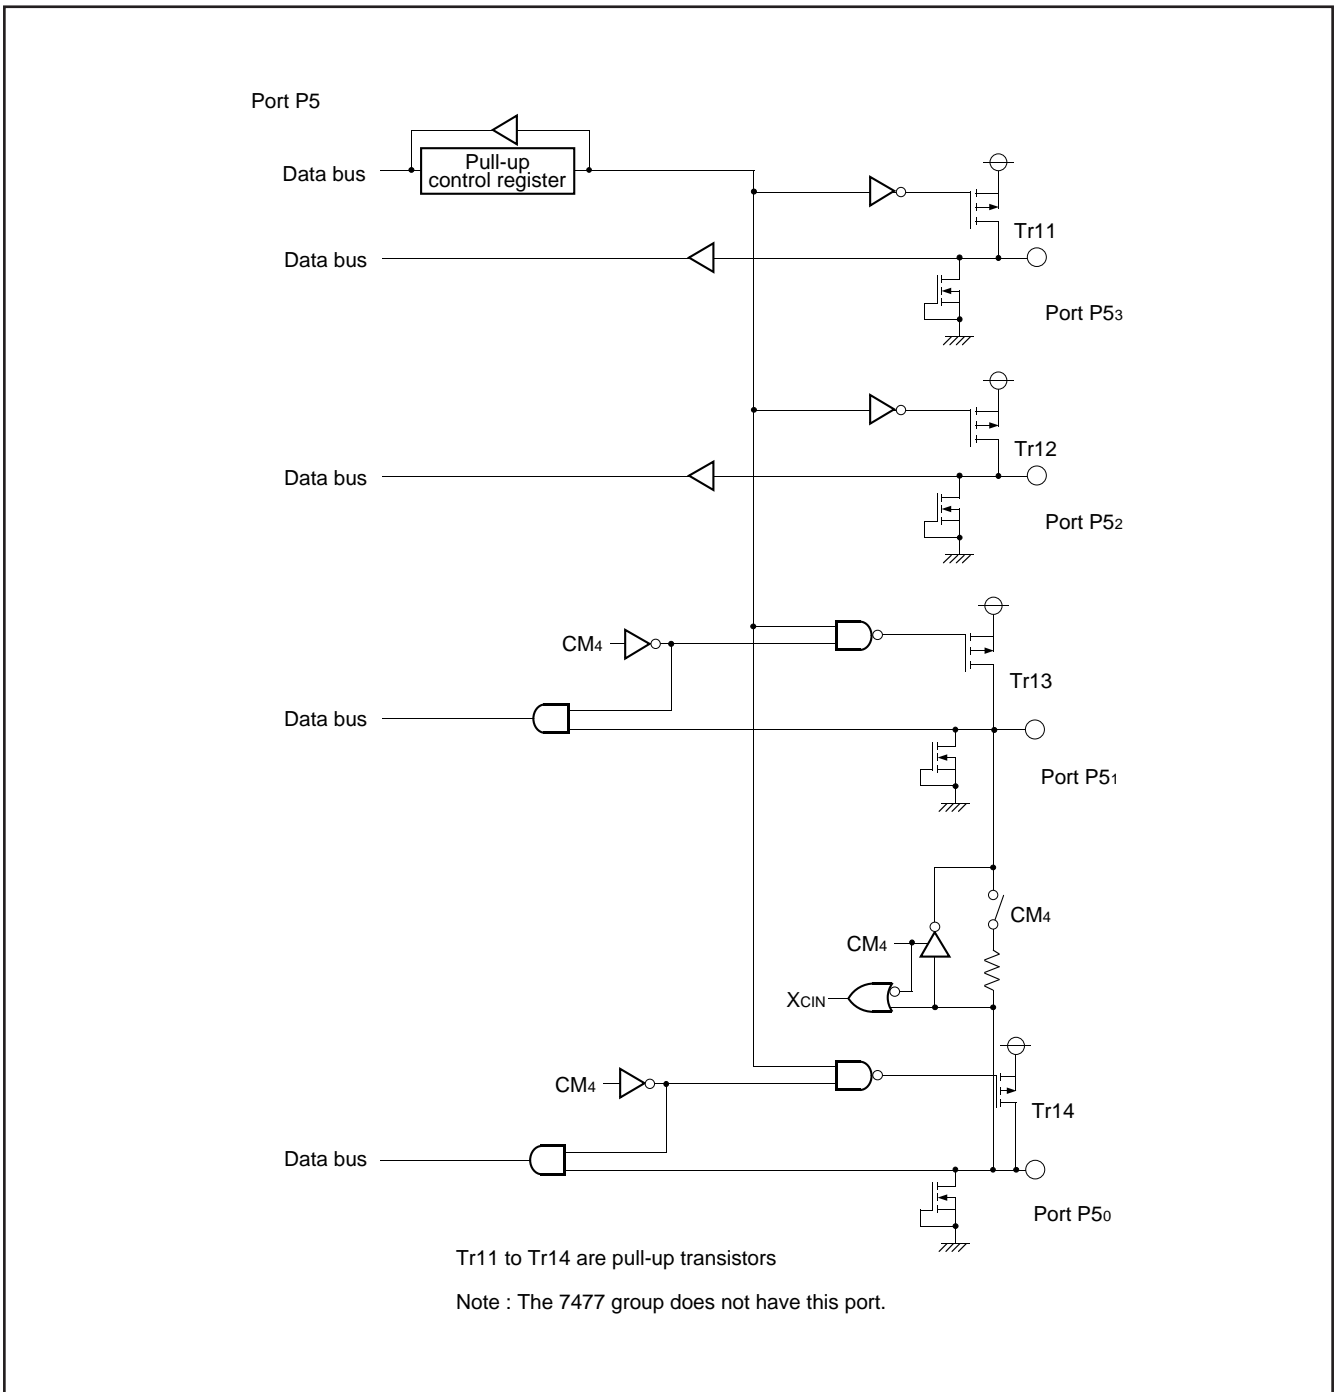 Port P5
Data bus
Pull-up
control register
Tr11
Data bus
Port P53
Tr12
Data bus
Port P52
CM4
Tr13
Data bus
Port P51
CM4
CM4
XCIN
CM4
Tr14
Data bus
Port P50
Tr11 to Tr14 are pull-up transistors
Note : The 7477 group does not have this port.